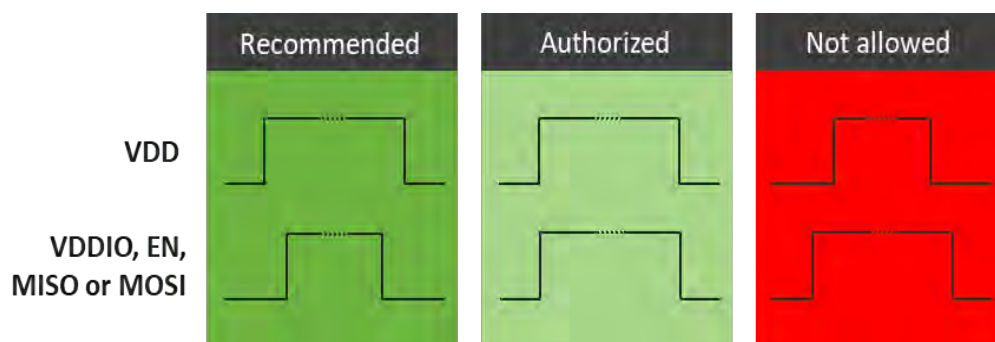 Recommended
Authorized
Not allowed
VDD
VDDIO, EN,
MISO or MOSI